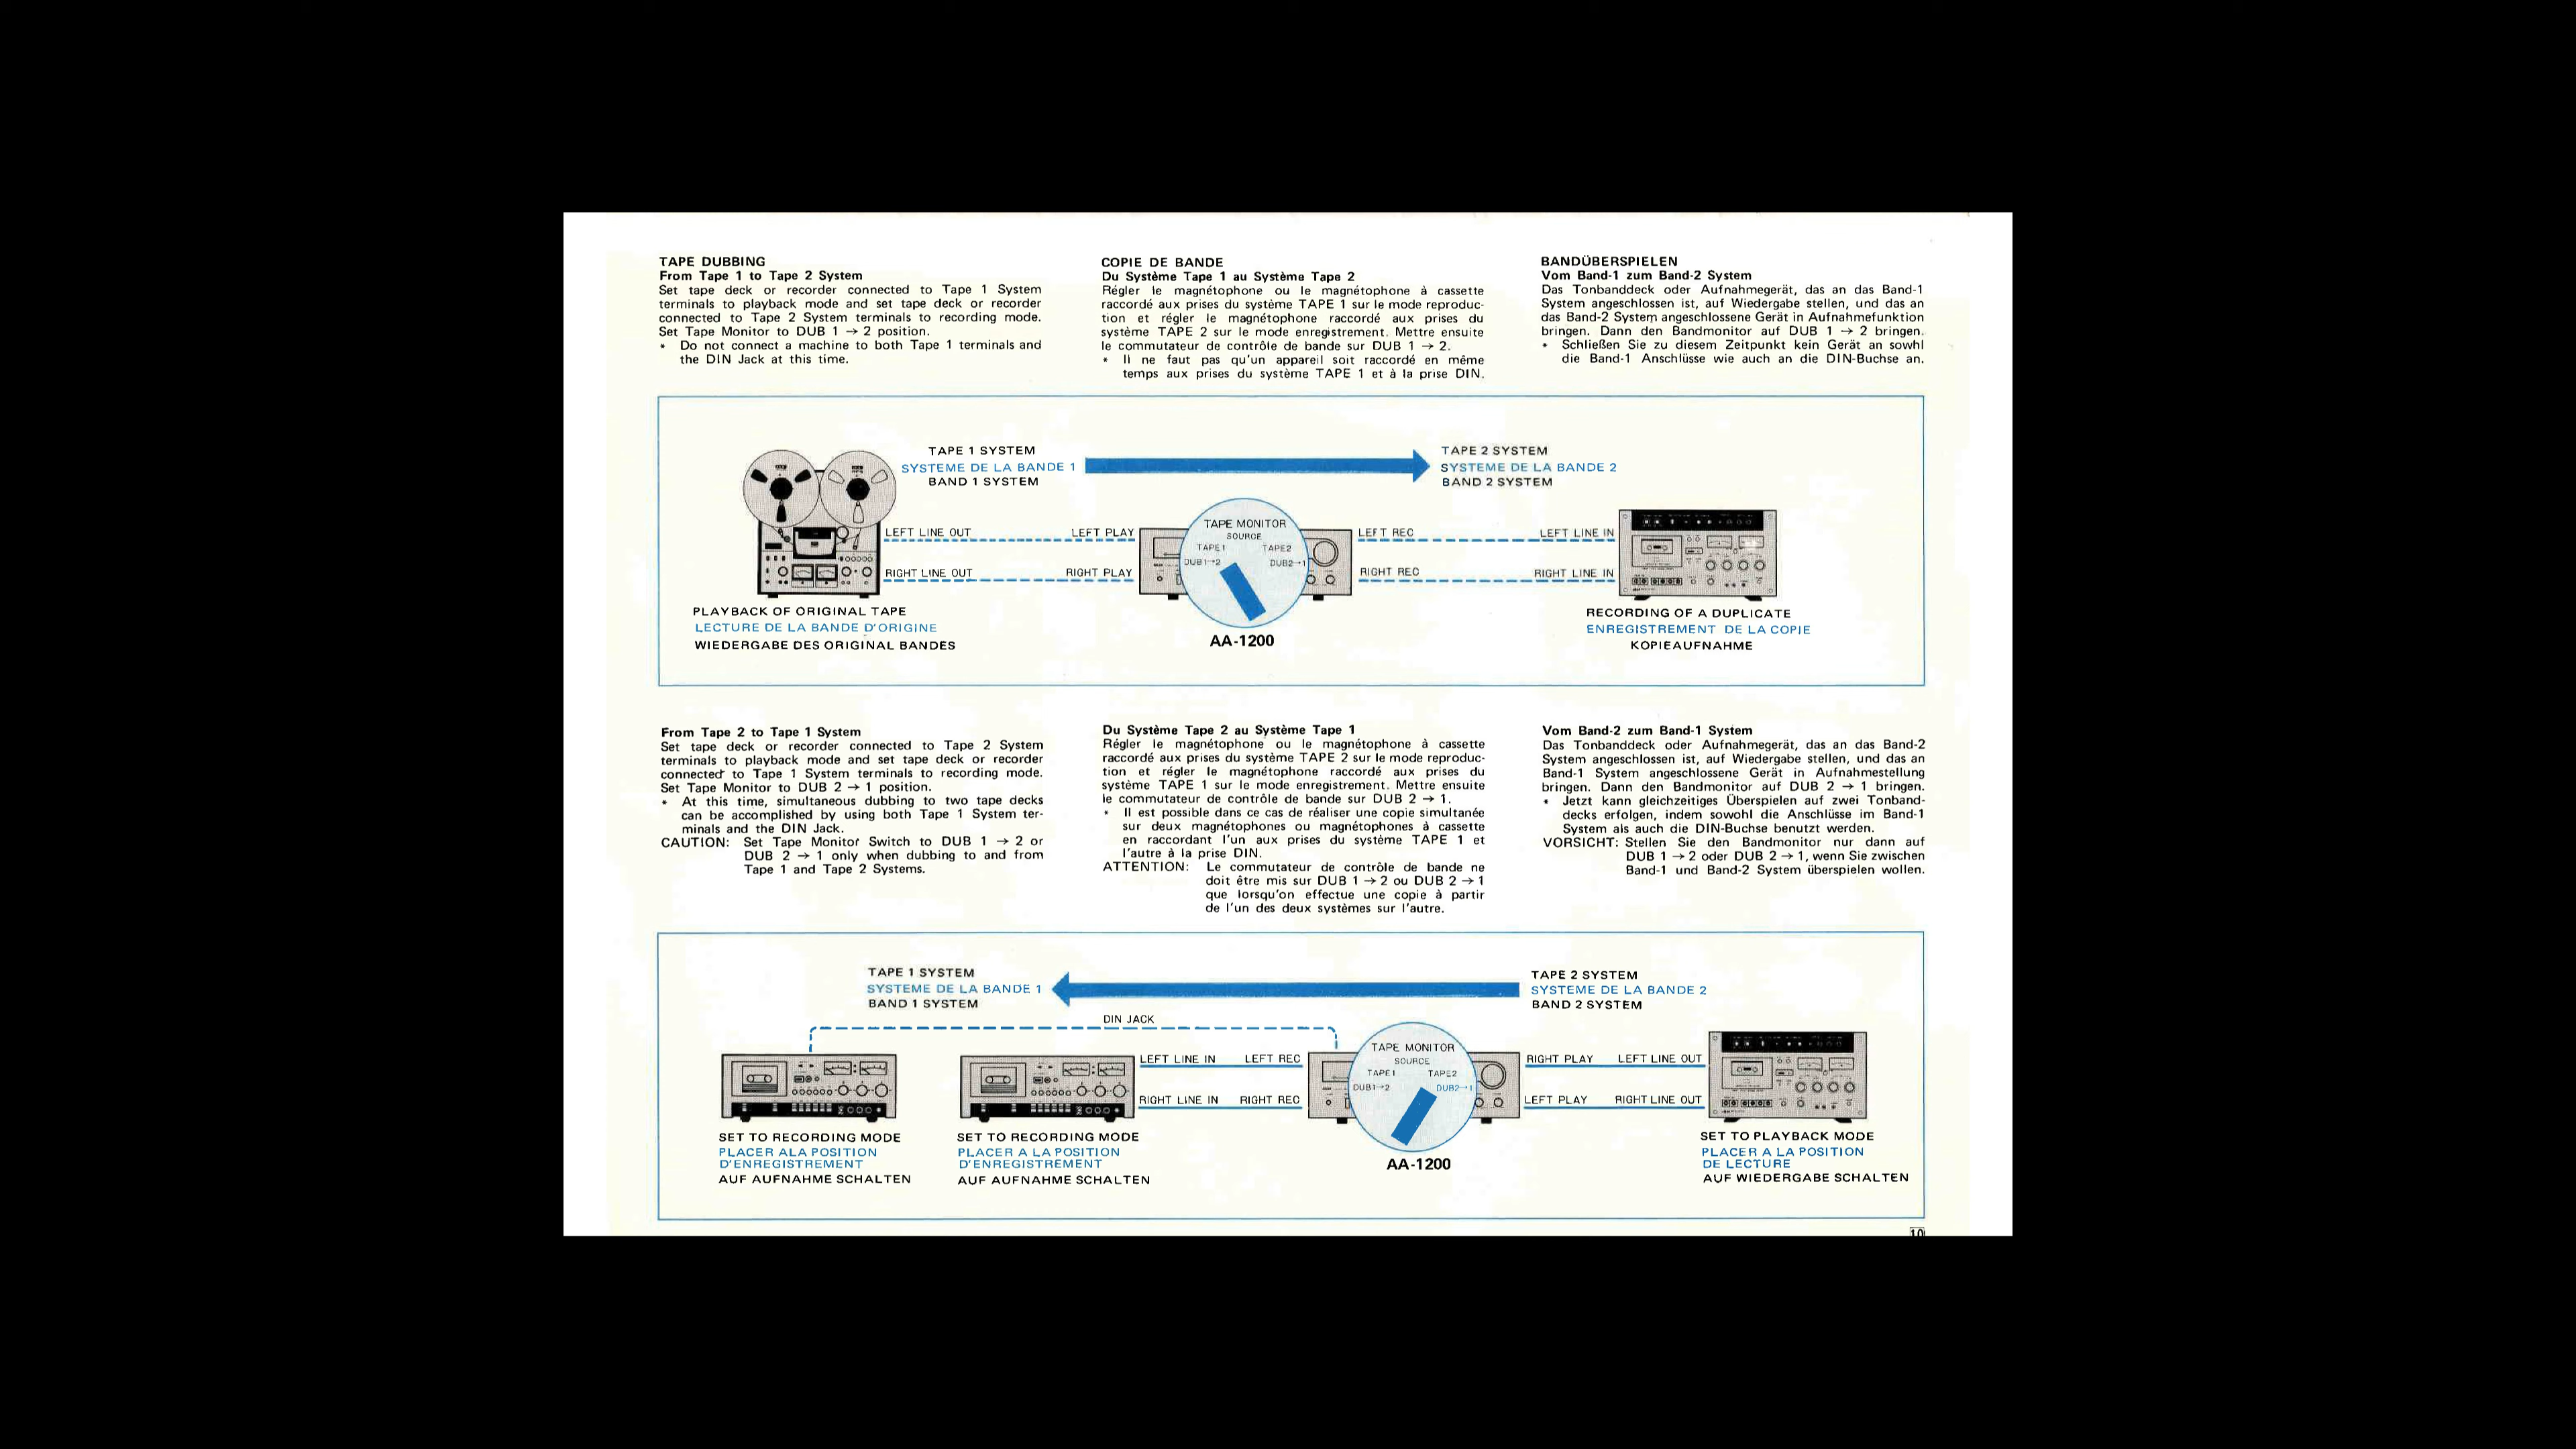 TAPE DUBBING
From Tape 1 to Tape 2 System
Set tape deck or recorder connected to Tape 1 System
terminals to playback mode and set tape deck or recorder
connected to Tape 2 System terminals to recording mode.
Set Tape Monitor to DUB 1 → 2 position.
* Do not connect a machine to both Tape 1 terminals and
the DIN Jack at this time.
COPIE DE BANDE
Du Système Tape 1 au Système Tape 2
Régler le magnétophone ou le magnétophone à cassette
raccordé aux prises du système TAPE 1 sur le mode reproduc-
tion et régler le magnétophone raccordé aux prises du
système TAPE 2 sur le mode enregistrement. Mettre ensuite
le commutateur de contrôle de bande sur DUB 1 → 2.
* Il ne faut pas qu'un appareil soit raccordé en même
temps aux prises du système TAPE 1 et à la prise DIN.
BANDÜBERSPIELEN
Vom Band-1 zum Band-2 System
Das Tonbanddeck oder Aufnahmegerät, das an das Band-1
System angeschlossen ist, auf Wiedergabe stellen, und das an
das Band-2 System angeschlossene Gerät in Aufnahmefunktion
bringen. Dann den Bandmonitor auf DUB 1 → 2 bringen.
* Schließen Sie zu diesem Zeitpunkt kein Gerät an sowhl
die Band-1 Anschlüsse wie auch an die DIN-Buchse an.
TAPE 1 SYSTEM
SYSTEME DE LA BANDE 1
BAND 1 SYSTEM
TAPE 2 SYSTEM
SYSTEME DE LA BANDE 2
BAND 2 SYSTEM
LEFT LINE OUT LEFT PLAY
RIGHT LINE OUT RIGHT PLAY
TAPE MONITOR
SOURCE
TAPE1 TAPE2
DUB1→2 DUB2→1
LEFT REC LEFT LINE IN
RIGHT REC RIGHT LINE IN
PLAYBACK OF ORIGINAL TAPE
LECTURE DE LA BANDE D'ORIGINE
WIEDERGABE DES ORIGINAL BANDES
AA-1200
RECORDING OF A DUPLICATE
ENREGISTREMENT DE LA COPIE
KOPIEAUFNAHME
From Tape 2 to Tape 1 System
Set tape deck or recorder connected to Tape 2 System
terminals to playback mode and set tape deck or recorder
connected to Tape 1 System terminals to recording mode.
Set Tape Monitor to DUB 2 → 1 position.
* At this time, simultaneous dubbing to two tape decks
can be accomplished by using both Tape 1 System ter-
minals and the DIN Jack.
CAUTION: Set Tape Monitor Switch to DUB 1 → 2 or
DUB 2 → 1 only when dubbing to and from
Tape 1 and Tape 2 Systems.
Du Système Tape 2 au Système Tape 1
Régler le magnétophone ou le magnétophone à cassette
raccordé aux prises du système TAPE 2 sur le mode reproduc-
tion et régler le magnétophone raccordé aux prises du
système TAPE 1 sur le mode enregistrement. Mettre ensuite
le commutateur de contrôle de bande sur DUB 2 → 1.
* Il est possible dans ce cas de réaliser une copie simultanée
sur deux magnétophones ou magnétophones à cassette
en raccordant l'un aux prises du système TAPE 1 et
l'autre à la prise DIN.
ATTENTION: Le commutateur de contrôle de bande ne
doit être mis sur DUB 1 → 2 ou DUB 2 → 1
que lorsqu'on effectue une copie à partir
de l'un des deux systèmes sur l'autre.
Vom Band-2 zum Band-1 System
Das Tonbanddeck oder Aufnahmegerät, das an das Band-2
System angeschlossen ist, auf Wiedergabe stellen, und das an
Band-1 System angeschlossene Gerät in Aufnahmestellung
bringen. Dann den Bandmonitor auf DUB 2 → 1 bringen.
* Jetzt kann gleichzeitiges Überspielen auf zwei Tonband-
decks erfolgen, indem sowohl die Anschlüsse im Band-1
System als auch die DIN-Buchse benutzt werden.
VORSICHT: Stellen Sie den Bandmonitor nur dann auf
DUB 1 → 2 oder DUB 2 → 1, wenn Sie zwischen
Band-1 und Band-2 System überspielen wollen.
TAPE 1 SYSTEM
SYSTEME DE LA BANDE 1
BAND 1 SYSTEM
TAPE 2 SYSTEM
SYSTEME DE LA BANDE 2
BAND 2 SYSTEM
DIN JACK
LEFT LINE IN LEFT REC
RIGHT LINE IN RIGHT REC
TAPE MONITOR
SOURCE
TAPE1 TAPE2
DUB1→2 DUB2→1
RIGHT PLAY LEFT LINE OUT
LEFT PLAY RIGHT LINE OUT
SET TO RECORDING MODE
PLACER ALA POSITION
D'ENREGISTREMENT
AUF AUFNAHME SCHALTEN
SET TO RECORDING MODE
PLACER A LA POSITION
D'ENREGISTREMENT
AUF AUFNAHME SCHALTEN
AA-1200
SET TO PLAYBACK MODE
PLACER A LA POSITION
DE LECTURE
AUF WIEDERGABE SCHALTEN
10